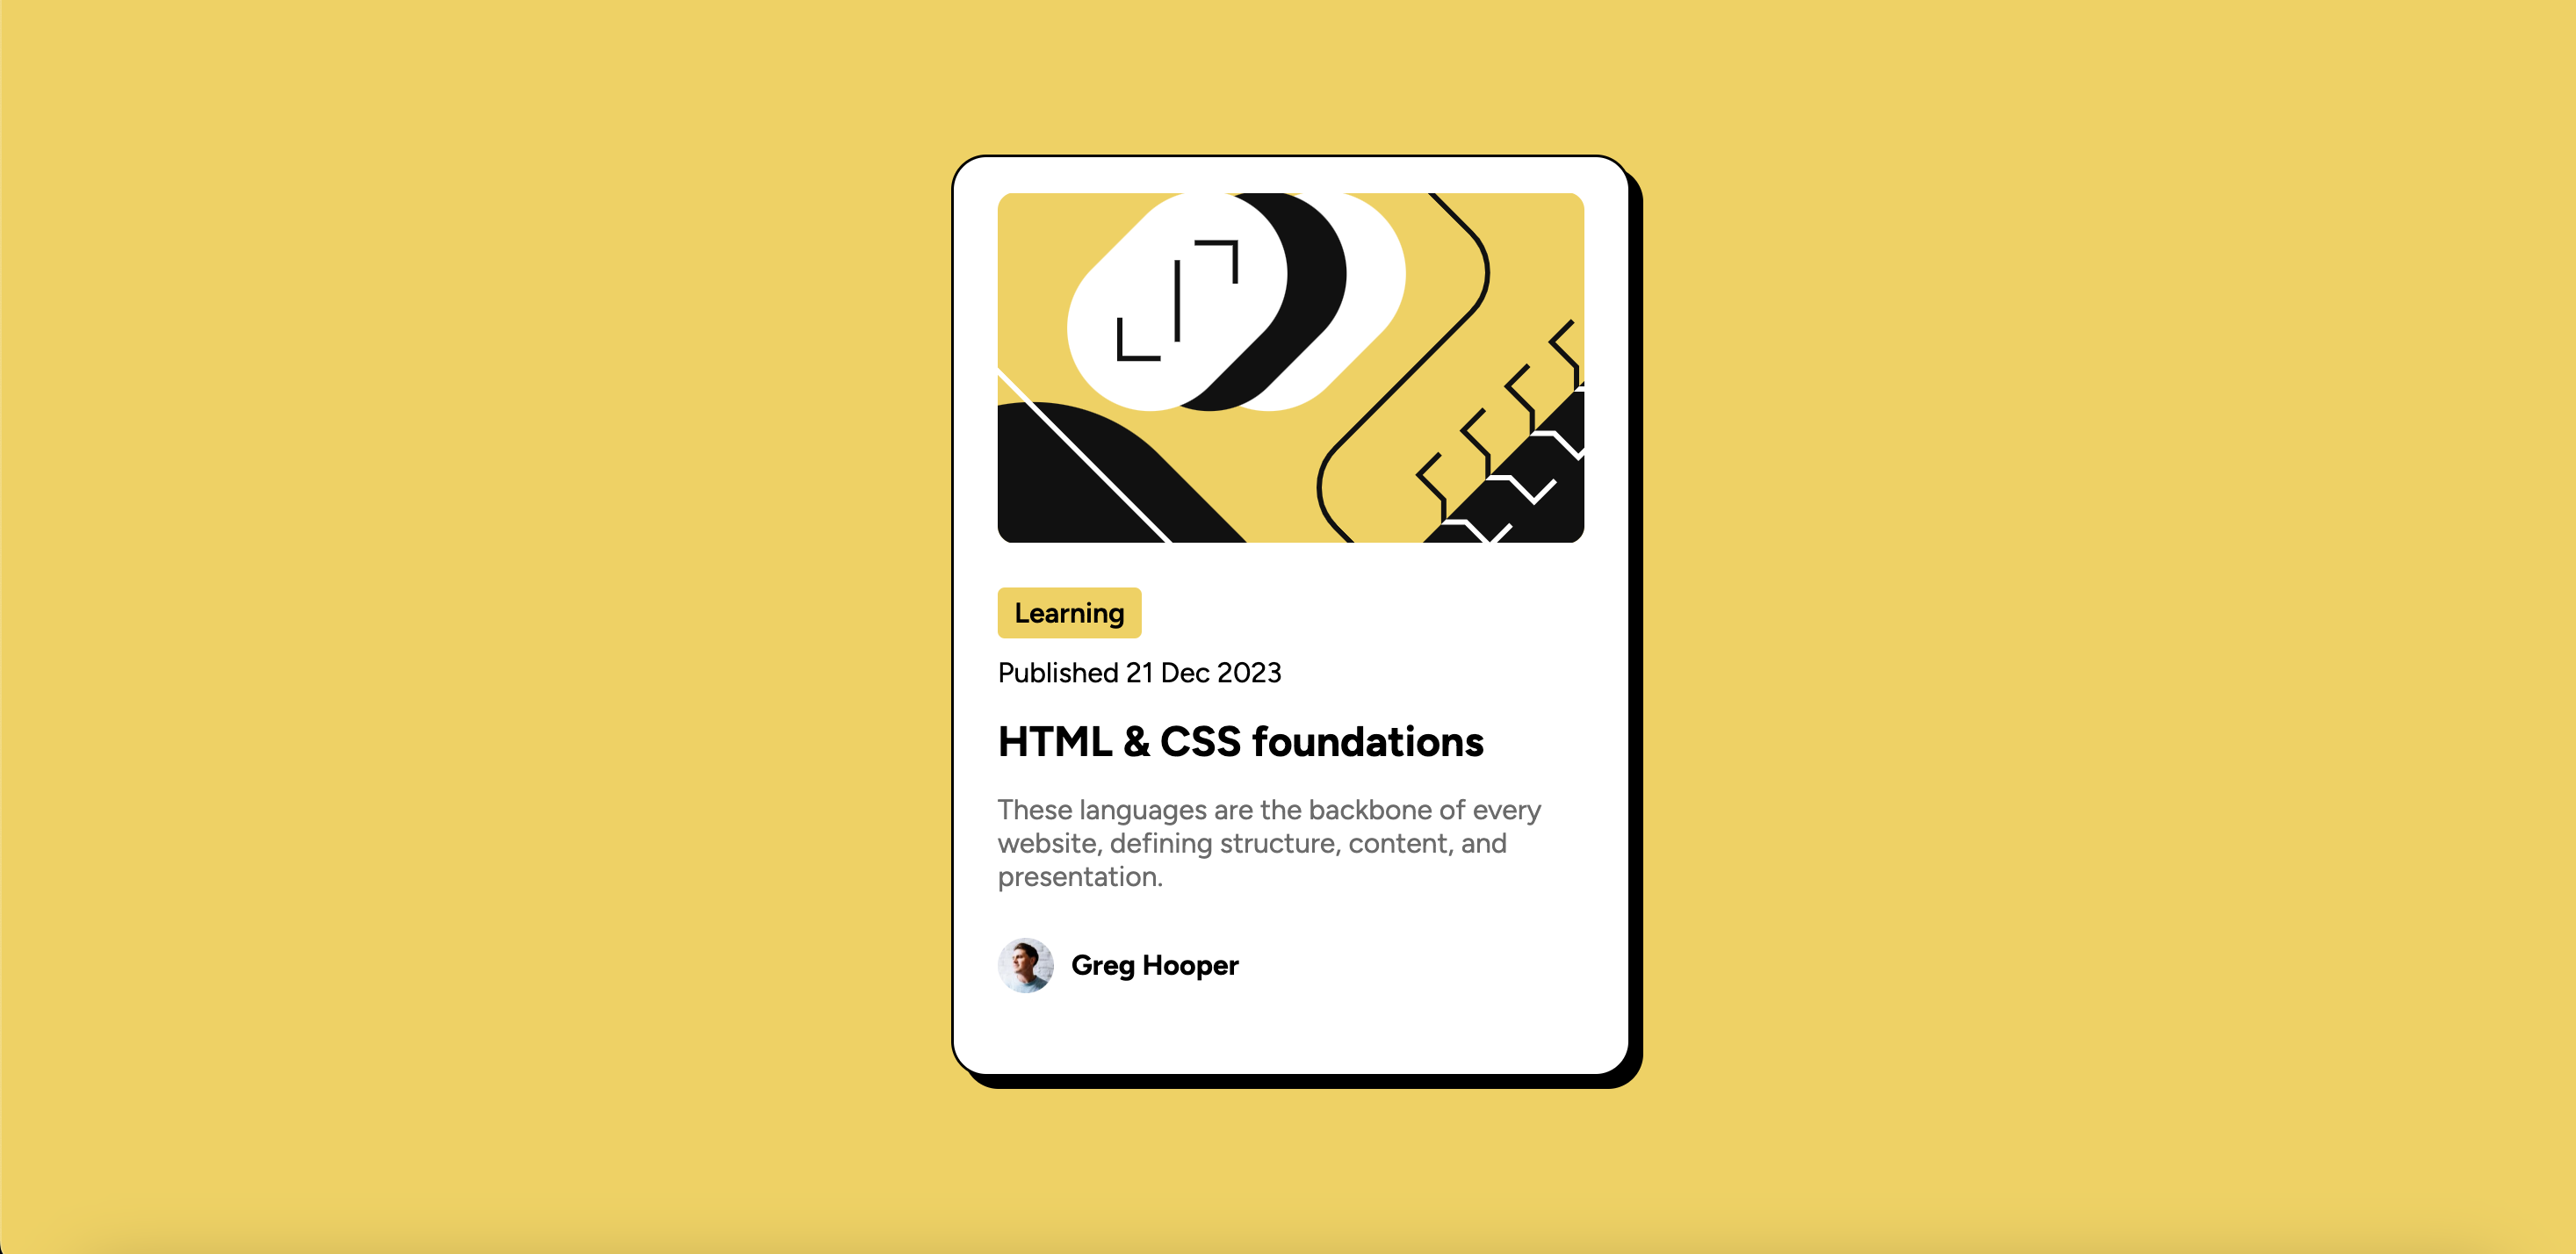 Learning
Published 21 Dec 2023
HTML & CSS foundations
These languages are the backbone of every
website, defining structure, content, and
presentation.
Greg Hooper